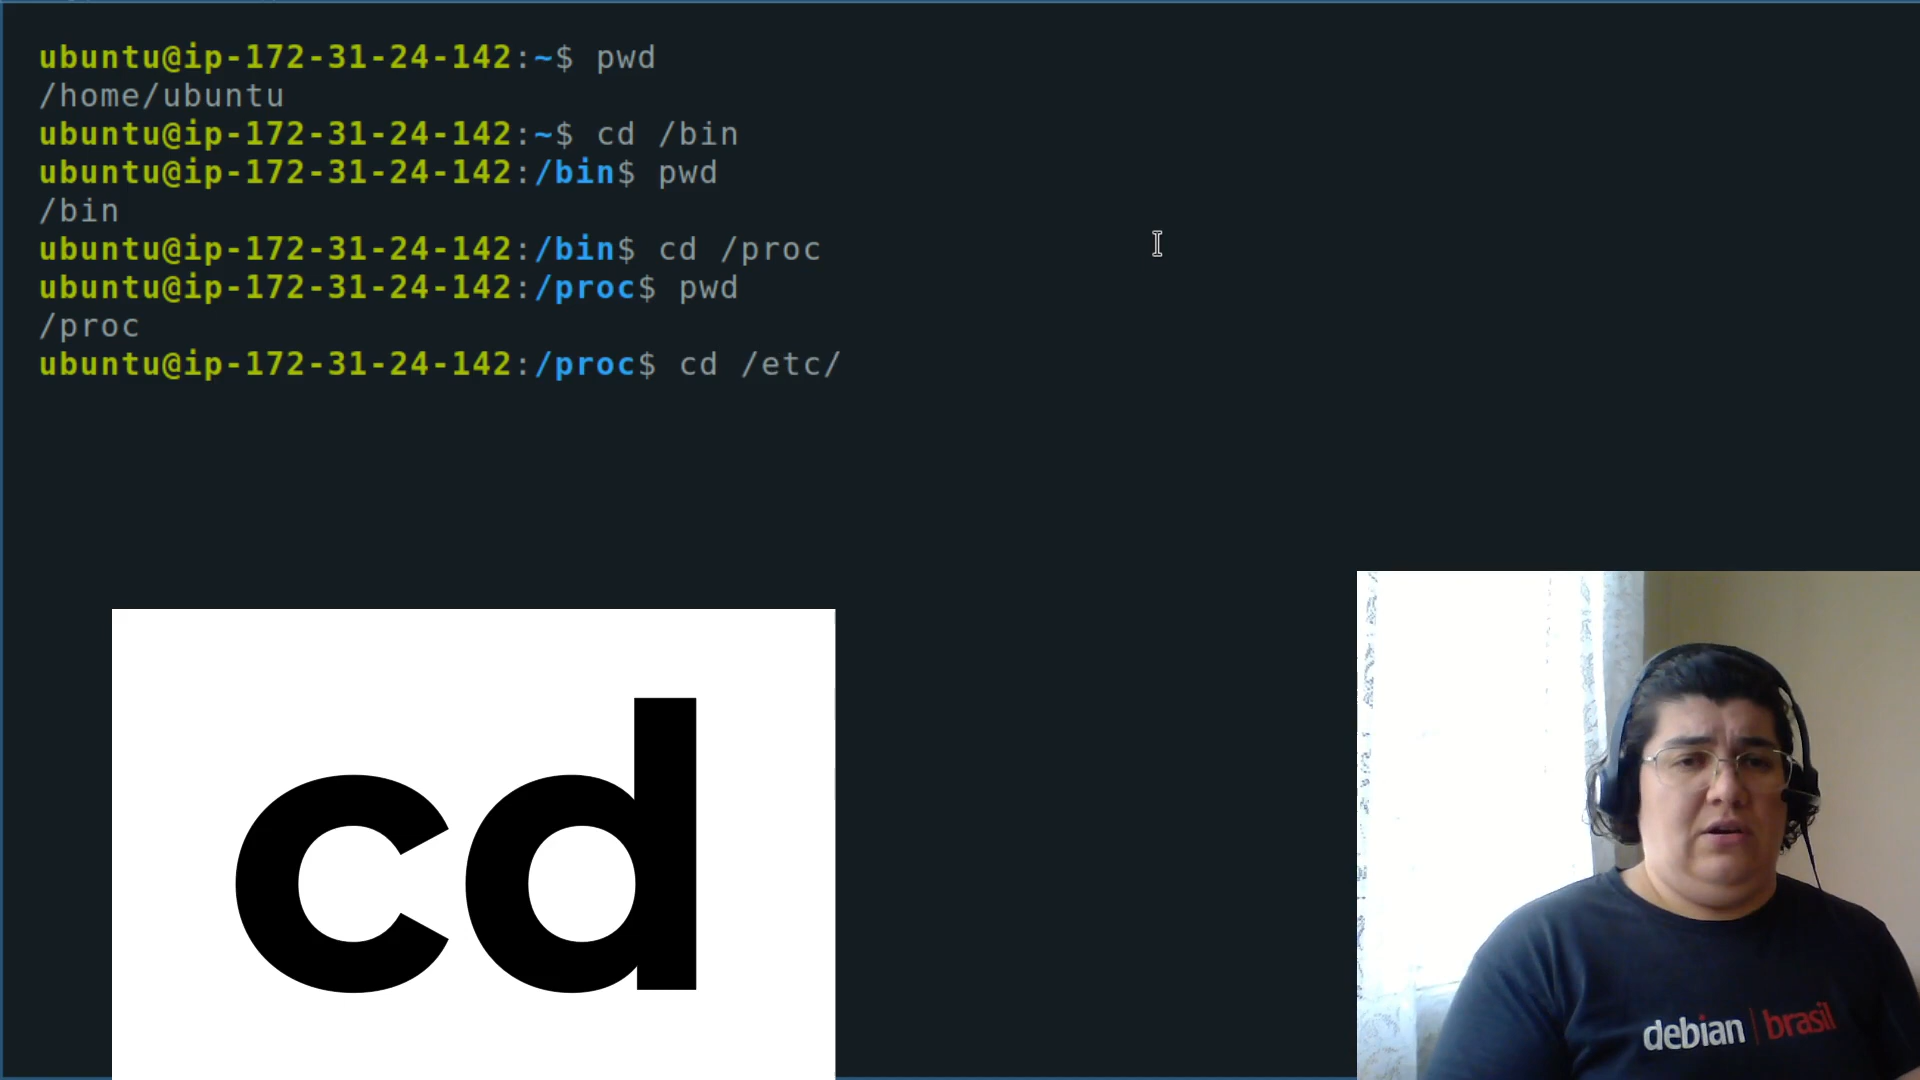 ubuntu@ip-172-31-24-142:~$ pwd
/home/ubuntu
ubuntu@ip-172-31-24-142:~$ cd /bin
ubuntu@ip-172-31-24-142:/bin$ pwd
/bin
ubuntu@ip-172-31-24-142:/bin$ cd /proc
ubuntu@ip-172-31-24-142:/proc$ pwd
/proc
ubuntu@ip-172-31-24-142:/proc$ cd /etc/
cd
debian | brasil